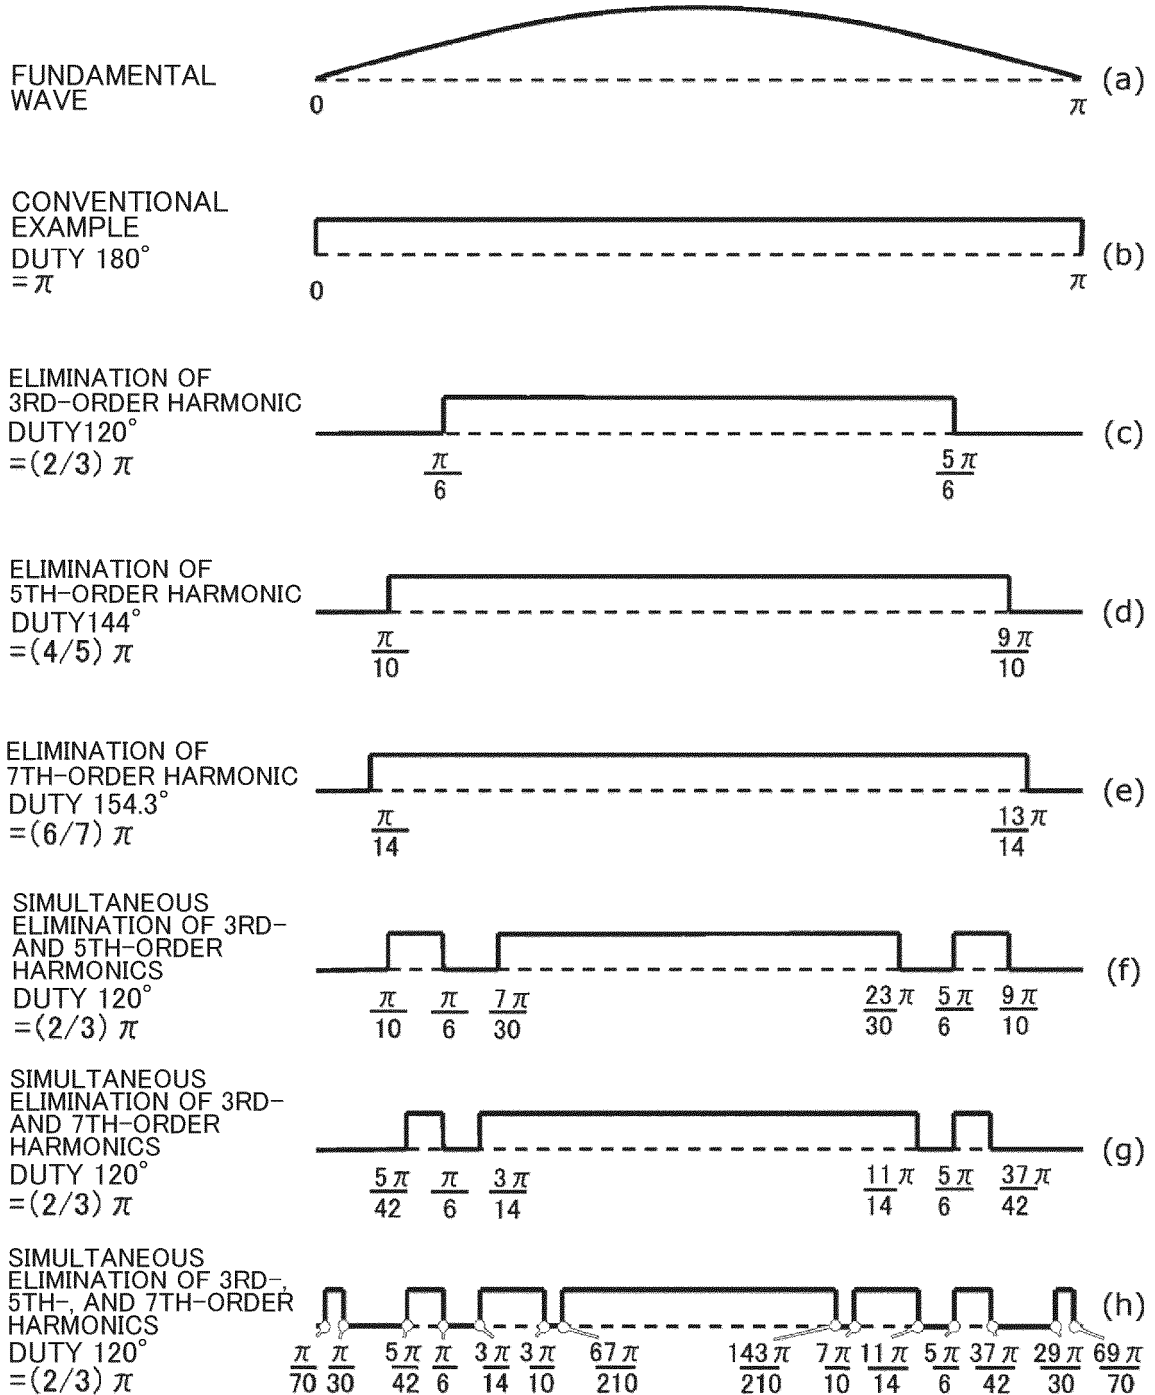 FUNDAMENTAL
WAVE
0
π
(a)
CONVENTIONAL
EXAMPLE
DUTY 180°
=π
0
π
(b)
ELIMINATION OF
3RD-ORDER HARMONIC
DUTY120°
=(2/3) π
π/6
5π/6
(c)
ELIMINATION OF
5TH-ORDER HARMONIC
DUTY144°
=(4/5) π
π/10
9π/10
(d)
ELIMINATION OF
7TH-ORDER HARMONIC
DUTY 154.3°
=(6/7) π
π/14
13/14 π
(e)
SIMULTANEOUS
ELIMINATION OF 3RD-
AND 5TH-ORDER
HARMONICS
DUTY 120°
=(2/3) π
π/10
π/6
7π/30
23/30 π
5π/6
9π/10
(f)
SIMULTANEOUS
ELIMINATION OF 3RD-
AND 7TH-ORDER
HARMONICS
DUTY 120°
=(2/3) π
5π/42
π/6
3π/14
11/14 π
5π/6
37π/42
(g)
SIMULTANEOUS
ELIMINATION OF 3RD-,
5TH-, AND 7TH-ORDER
HARMONICS
DUTY 120°
=(2/3) π
π/70
π/30
5π/42
π/6
3π/14
3π/10
67π/210
143π/210
7π/10
11π/14
5π/6
37π/42
29π/30
69π/70
(h)